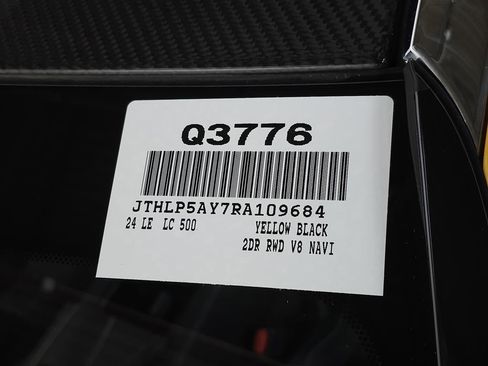 Q3776
JTHLP5AY7RA109684
24 LE LC 500 YELLOW BLACK
2DR RWD V8 NAVI